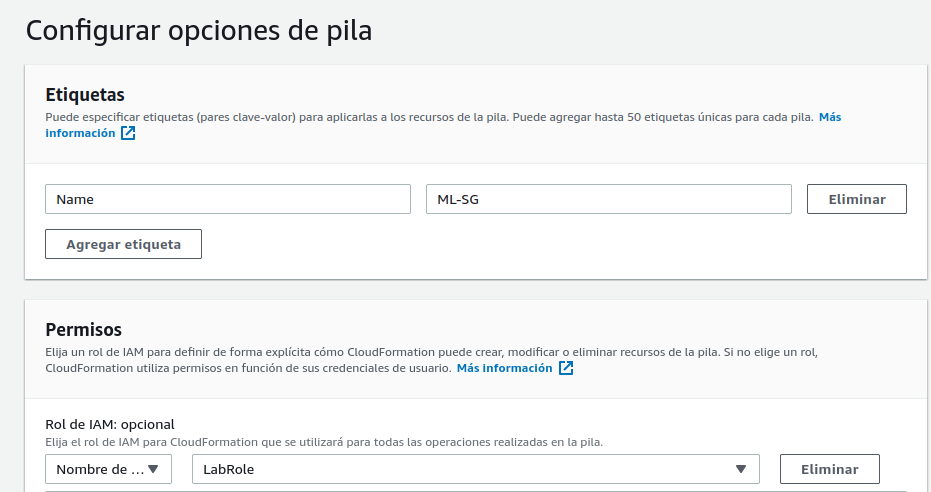 Configurar opciones de pila
Etiquetas
Puede especificar etiquetas (pares clave-valor) para aplicarlas a los recursos de la pila. Puede agregar hasta 50 etiquetas únicas para cada pila. Más
información
Name ML-SG Eliminar
Agregar etiqueta
Permisos
Elija un rol de IAM para definir de forma explícita cómo CloudFormation puede crear, modificar o eliminar recursos de la pila. Si no elige un rol,
CloudFormation utiliza permisos en función de sus credenciales de usuario. Más información
Rol de IAM: opcional
Elija el rol de IAM para CloudFormation que se utilizará para todas las operaciones realizadas en la pila.
Nombre de ... LabRole Eliminar